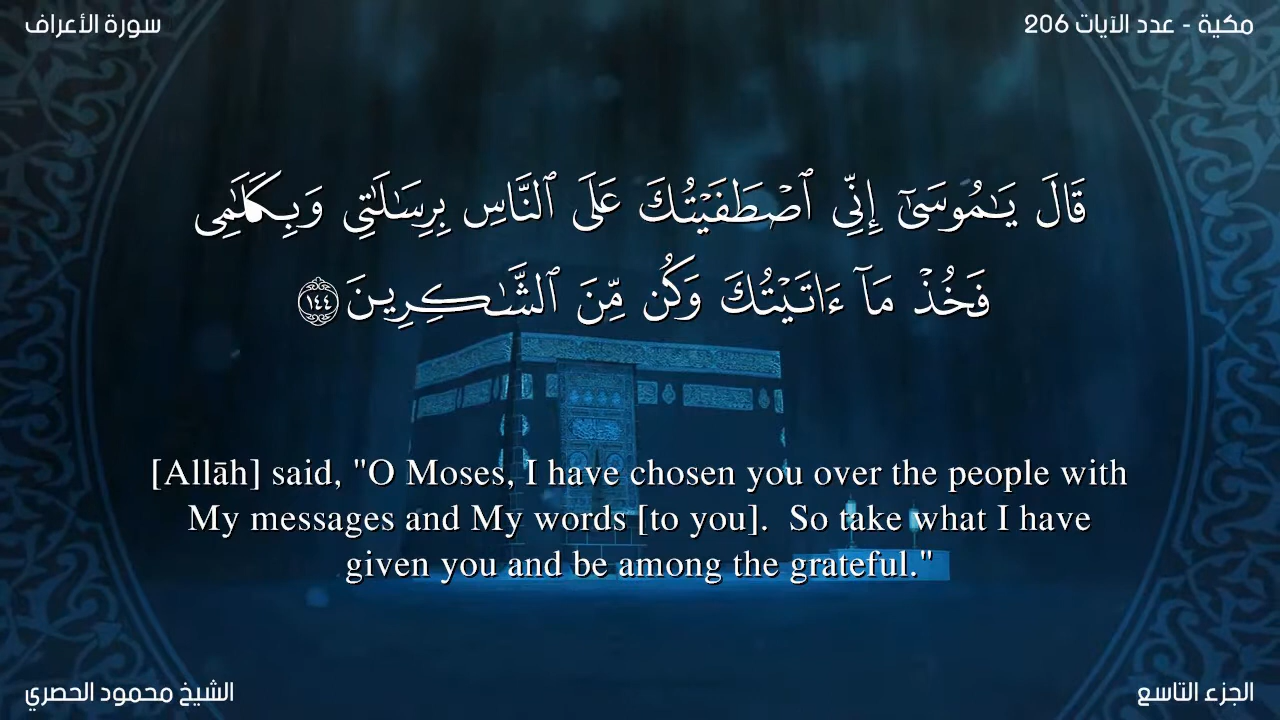 سورة الأعراف
مكية - عدد الآيات 206
قَالَ يَـٰمُوسَىٰٓ إِنِّى ٱصْطَفَيْتُكَ عَلَى ٱلنَّاسِ بِرِسَـٰلَـٰتِى وَبِكَلَـٰمِى
فَخُذْ مَآ ءَاتَيْتُكَ وَكُن مِّنَ ٱلشَّـٰكِرِينَ ١٤٤
[Allāh] said, "O Moses, I have chosen you over the people with
My messages and My words [to you].  So take what I have
given you and be among the grateful."
الشيخ محمود الحصري
الجزء التاسع